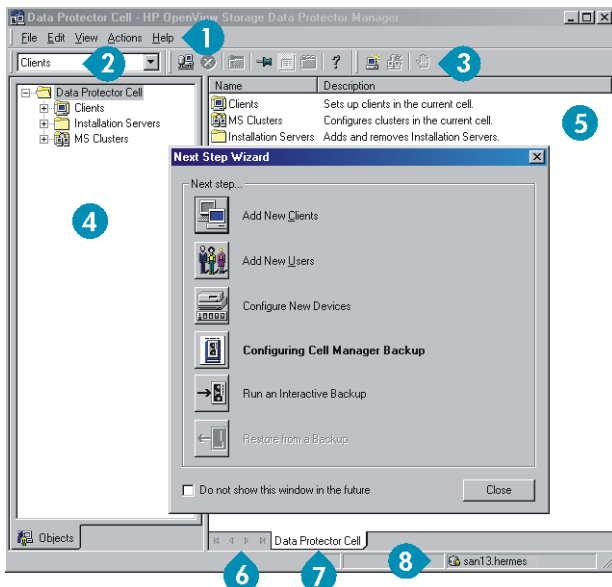 Data Protector Cell - HP OpenView Storage Data Protector Manager
File Edit View Actions Help
1
Clients
2
?
3
Data Protector Cell
Clients
Installation Servers
MS Clusters
4
Name Description
Clients Sets up clients in the current cell.
MS Clusters Configures clusters in the current cell.
Installation Servers Adds and removes Installation Servers.
5
Next Step Wizard
Next step...
Add New Clients
Add New Users
Configure New Devices
Configuring Cell Manager Backup
Run an Interactive Backup
Restore from a Backup
Do not show this window in the future
Close
Objects
Data Protector Cell
6
7
8
san13.hermes